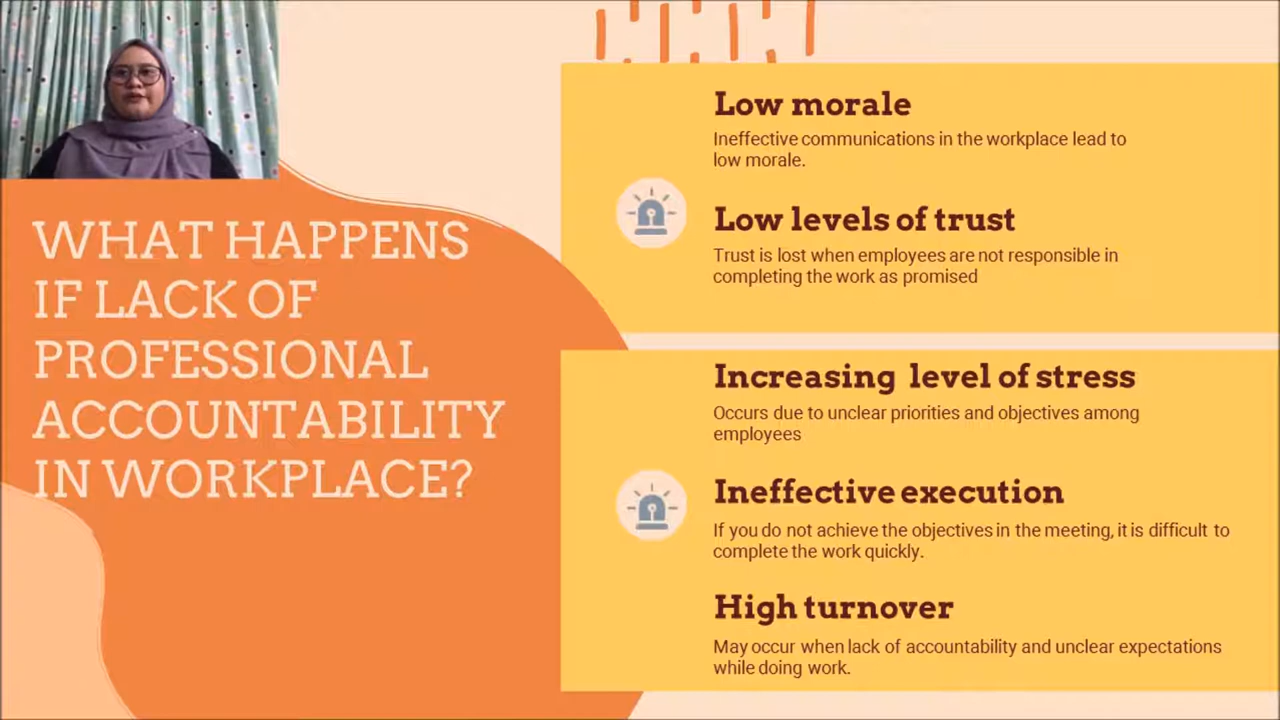 WHAT HAPPENS
IF LACK OF
PROFESSIONAL
ACCOUNTABILITY
IN WORKPLACE?
Low morale
Ineffective communications in the workplace lead to
low morale.
Low levels of trust
Trust is lost when employees are not responsible in
completing the work as promised
Increasing level of stress
Occurs due to unclear priorities and objectives among
employees
Ineffective execution
If you do not achieve the objectives in the meeting, it is difficult to
complete the work quickly.
High turnover
May occur when lack of accountability and unclear expectations
while doing work.